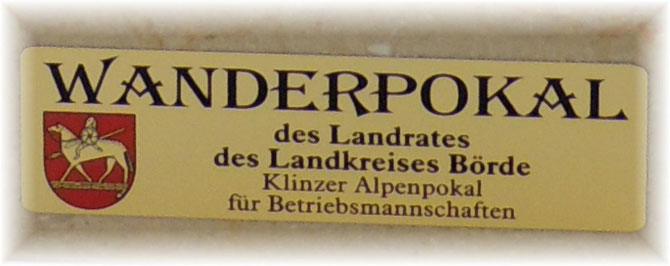 WANDERPOKAL
des Landrates
des Landkreises Börde
Klinzer Alpenpokal
für Betriebsmannschaften